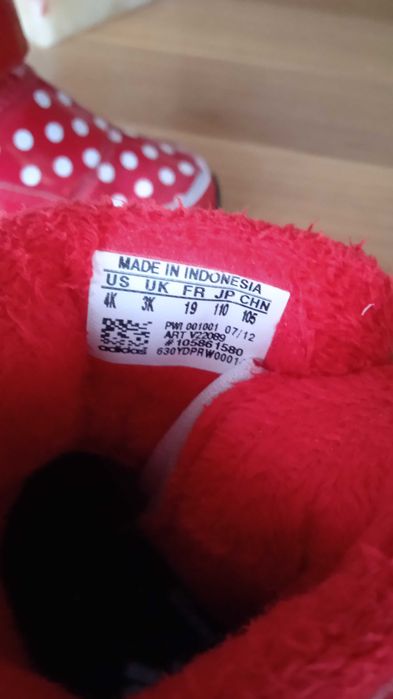 MADE IN INDONESIA
US UK FR JP CHN
4K 3K 19 110 105
PWI 001001 07/12
ART V22089
#105861580
adidas 630YDPRW0001